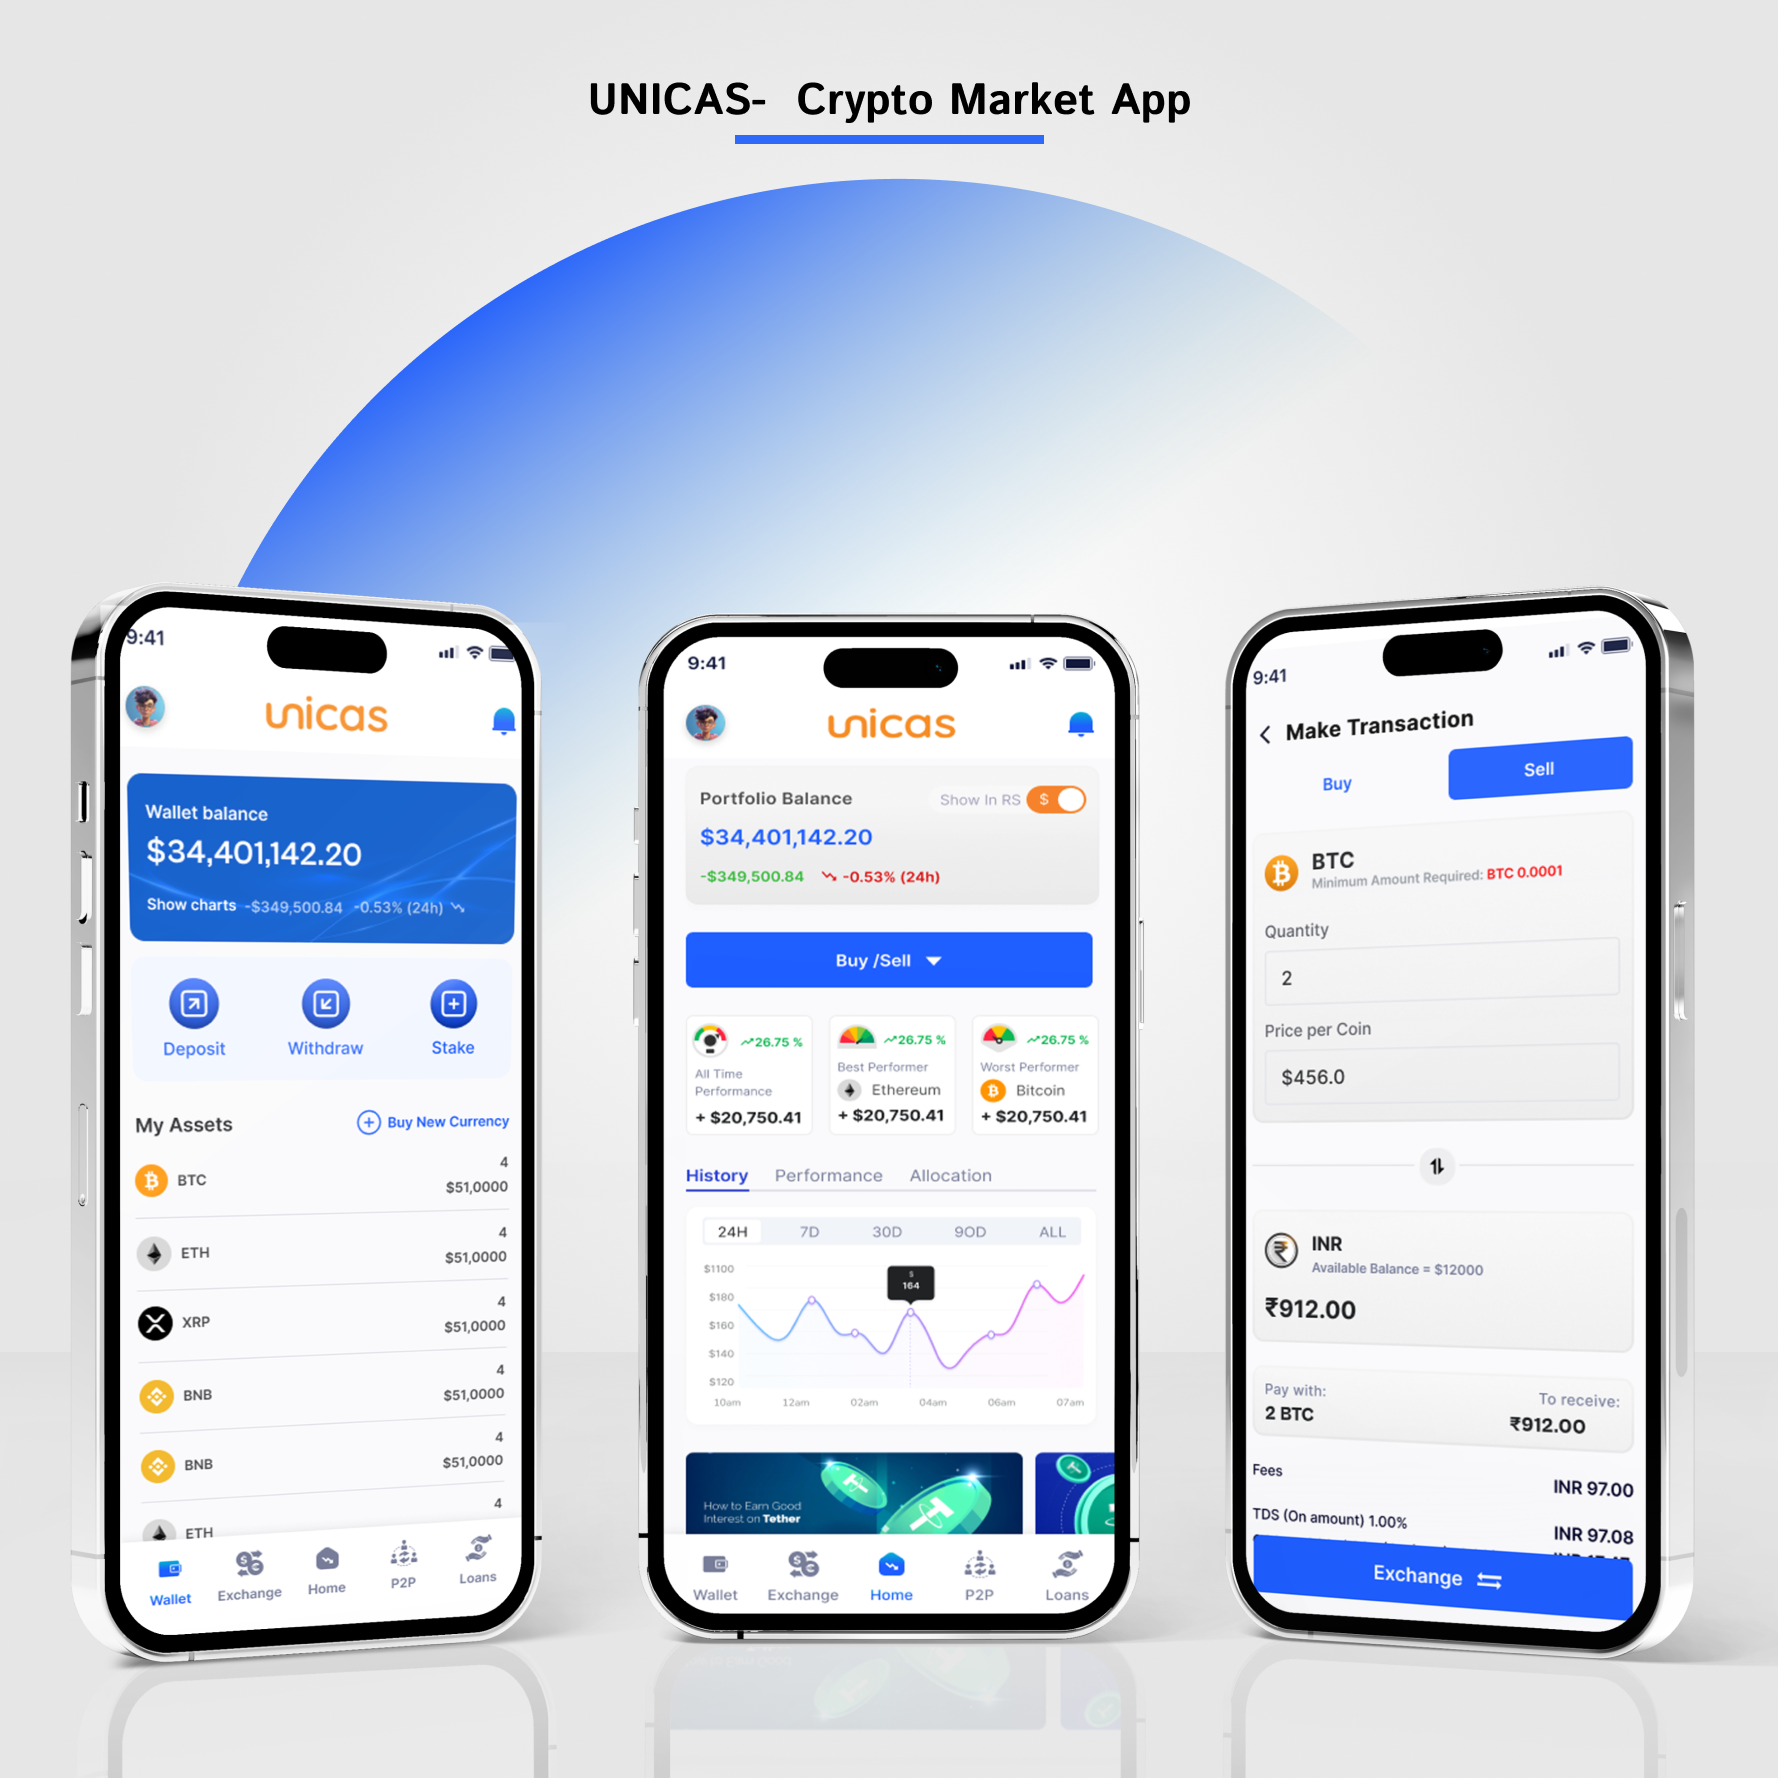 UNICAS-  Crypto Market App
9:41
unicas
Wallet balance
$34,401,142.20
Show charts -$349,500.84 -0.53% (24h)
Deposit Withdraw Stake
My Assets Buy New Currency
4
BTC
$51,0000
4
ETH
$51,0000
4
XRP
$51,0000
4
BNB
$51,0000
4
BNB
$51,0000
4
ETH
Wallet Exchange Home P2P Loans
9:41
unicas
Portfolio Balance Show In RS $
$34,401,142.20
-$349,500.84 -0.53% (24h)
Buy /Sell
26.75 % 26.75 % 26.75 %
All Time Performance
+ $20,750.41
Best Performer
Ethereum
+ $20,750.41
Worst Performer
Bitcoin
+ $20,750.41
History Performance Allocation
24H 7D 30D 90D ALL
$1100
$180
$160
$140
$120
$
164
10am 12am 02am 04am 06am 07am
How to Earn Good
Interest on Tether
Wallet Exchange Home P2P Loans
9:41
Make Transaction
Buy Sell
BTC
Minimum Amount Required: BTC 0.0001
Quantity
2
Price per Coin
$456.0
INR
Available Balance = $12000
₹912.00
Pay with: To receive:
2 BTC ₹912.00
Fees INR 97.00
TDS (On amount) 1.00% INR 97.08
Exchange